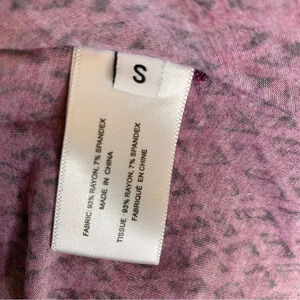 S
FABRIC: 93% RAYON, 7% SPANDEX
MADE IN CHINA
TISSUE: 93% RAYON, 7% SPANDEX
FABRIQUÉ EN CHINE